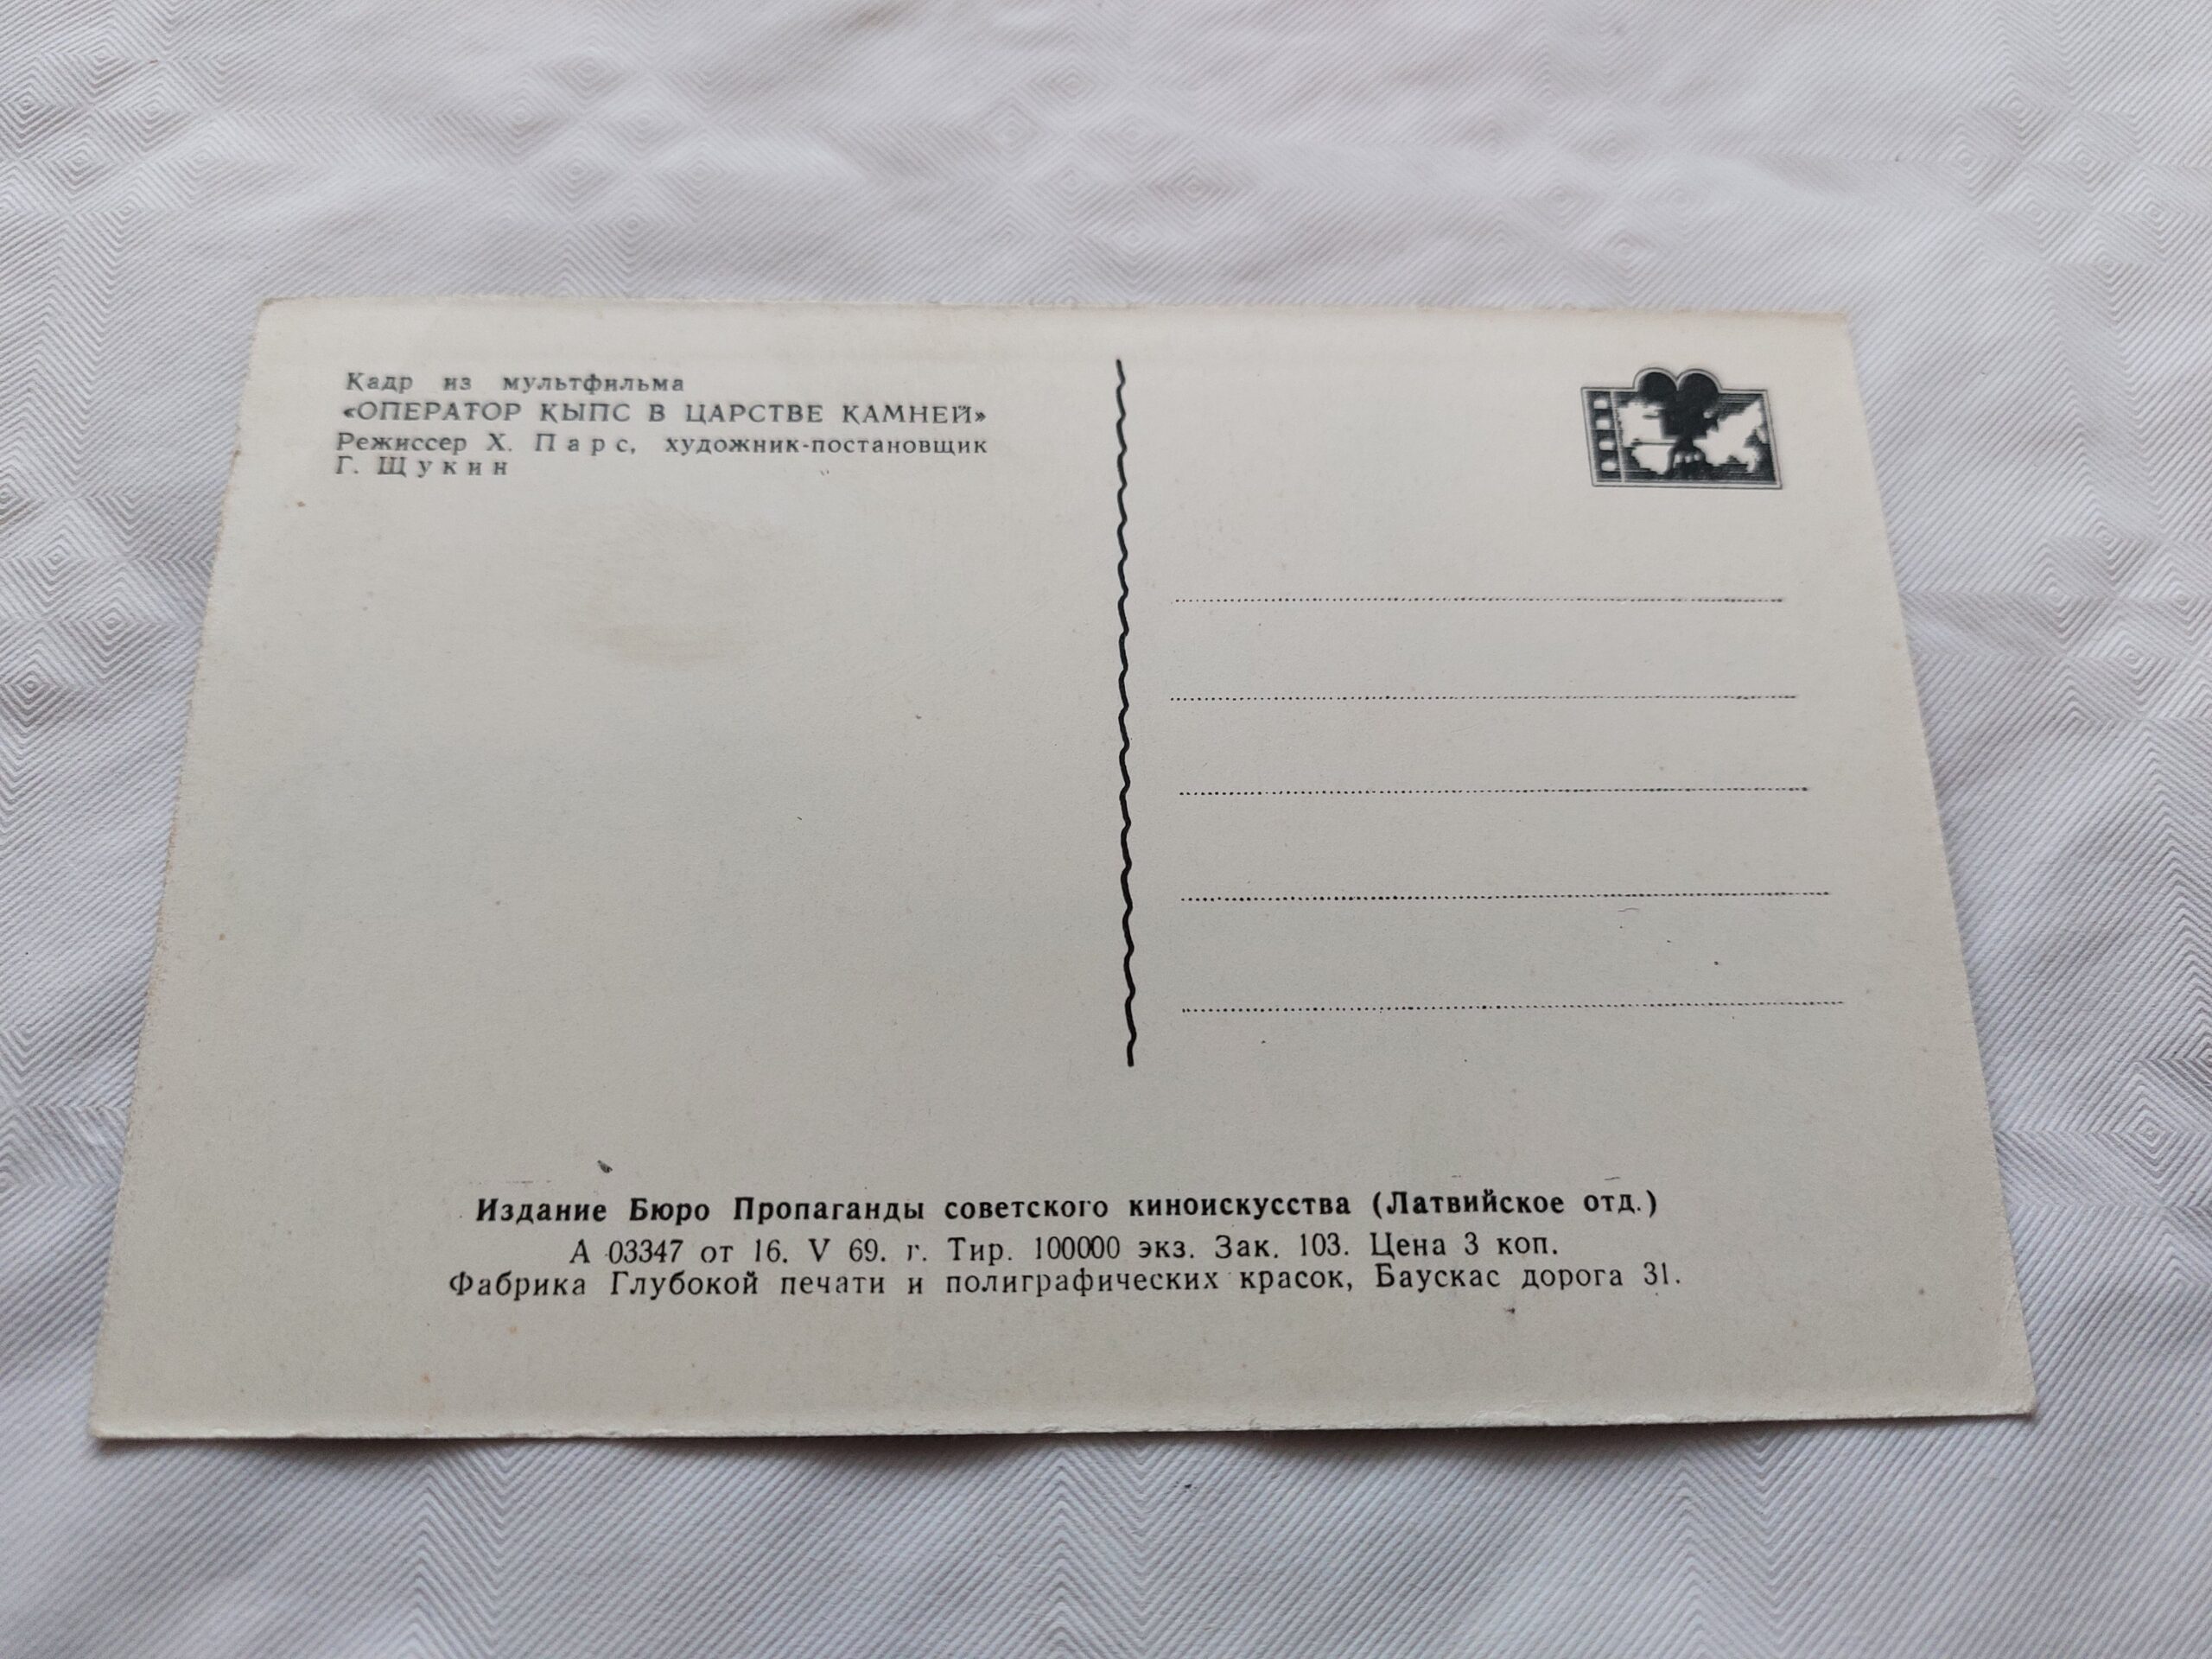 Кадр из мультфильма
«ОПЕРАТОР КЫПС В ЦАРСТВЕ КАМНЕЙ»
Режиссер Х. Парс, художник-постановщик
Г. Щукин
Издание Бюро Пропаганды советского киноискусства (Латвийское отд.)
А 03347 от 16. V 69. г. Тир. 100000 экз. Зак. 103. Цена 3 коп.
Фабрика Глубокой печати и полиграфических красок, Баускас дорога 31.